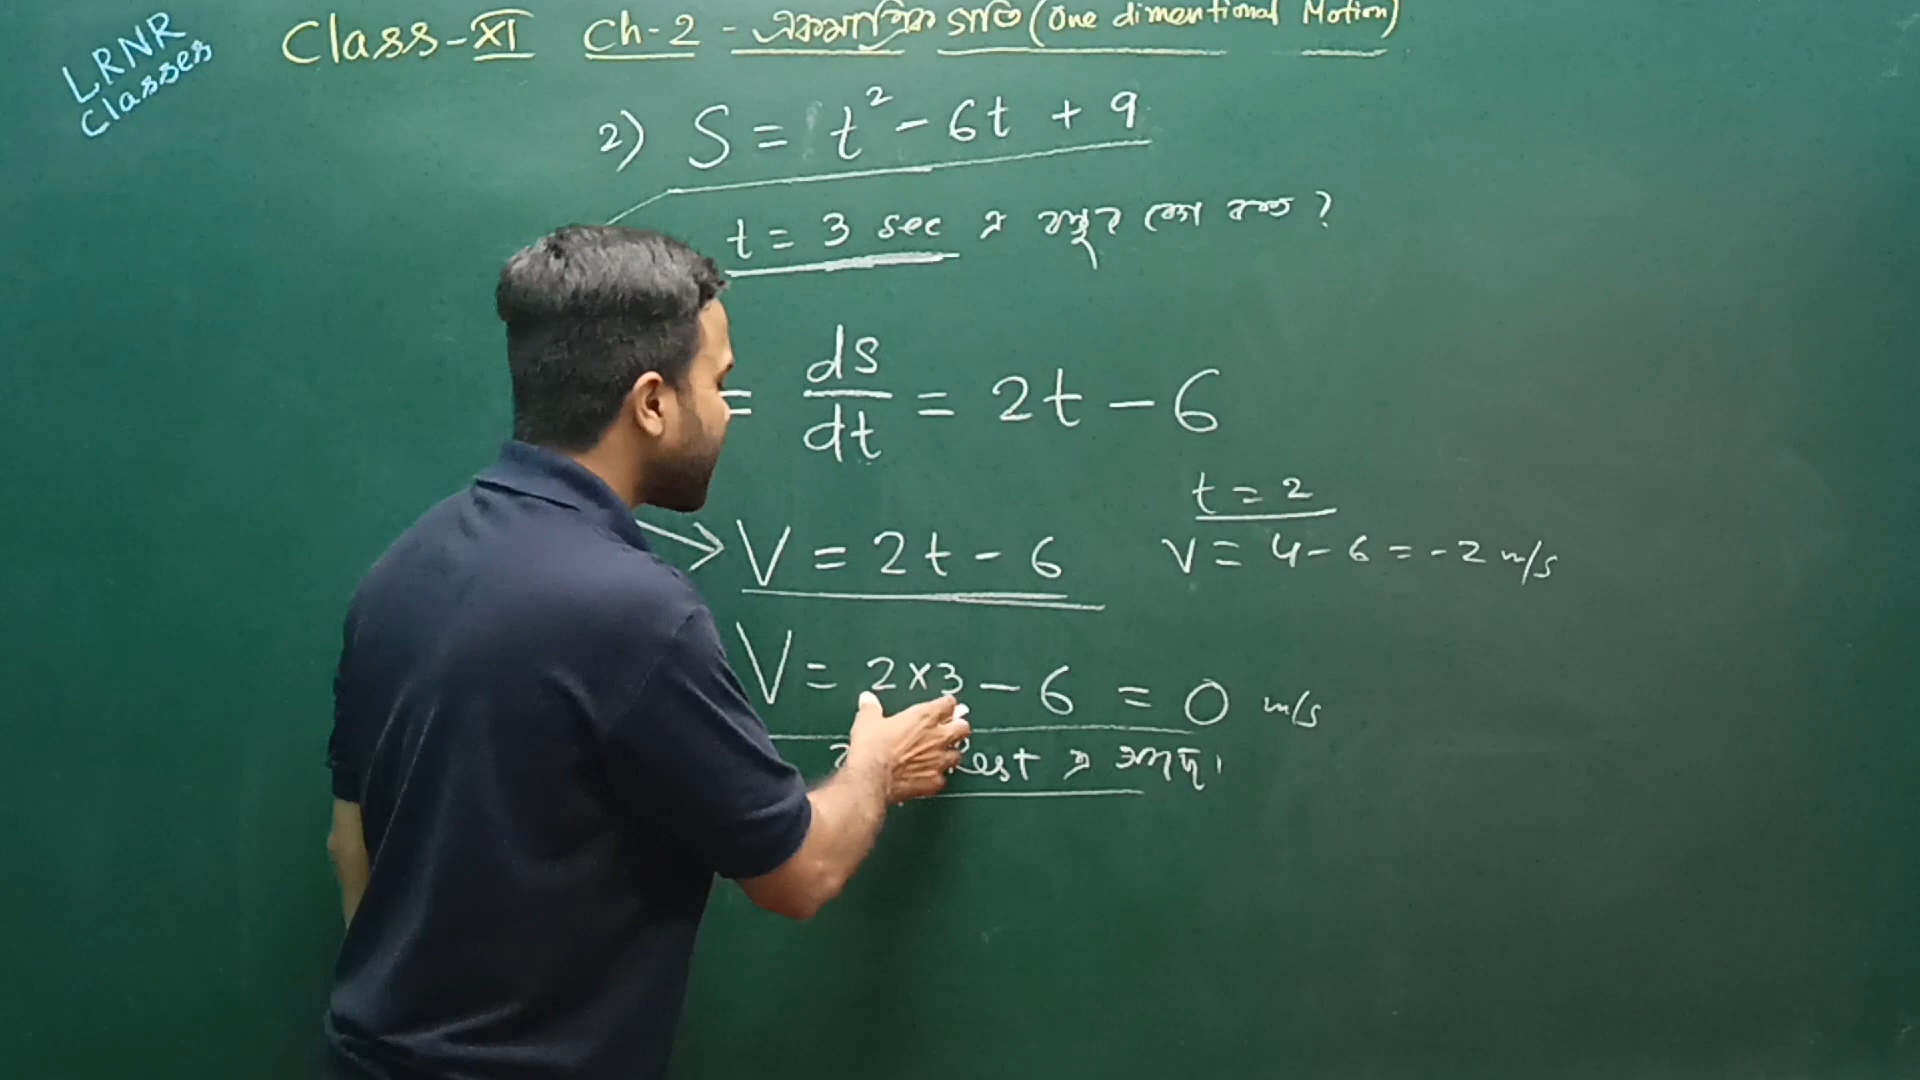 LRNR
Classes
Class-XI Ch-2 - একমাত্রিক গতি (One dimentional Motion)
2) S = t² - 6t + 9
t = 3 sec এ বস্তুর বেগ কত ?
= ds/dt = 2t - 6
t = 2
V = 2t - 6
V = 4 - 6 = -2 m/s
V = 2×3 - 6 = 0 m/s
Rest এ আছে।